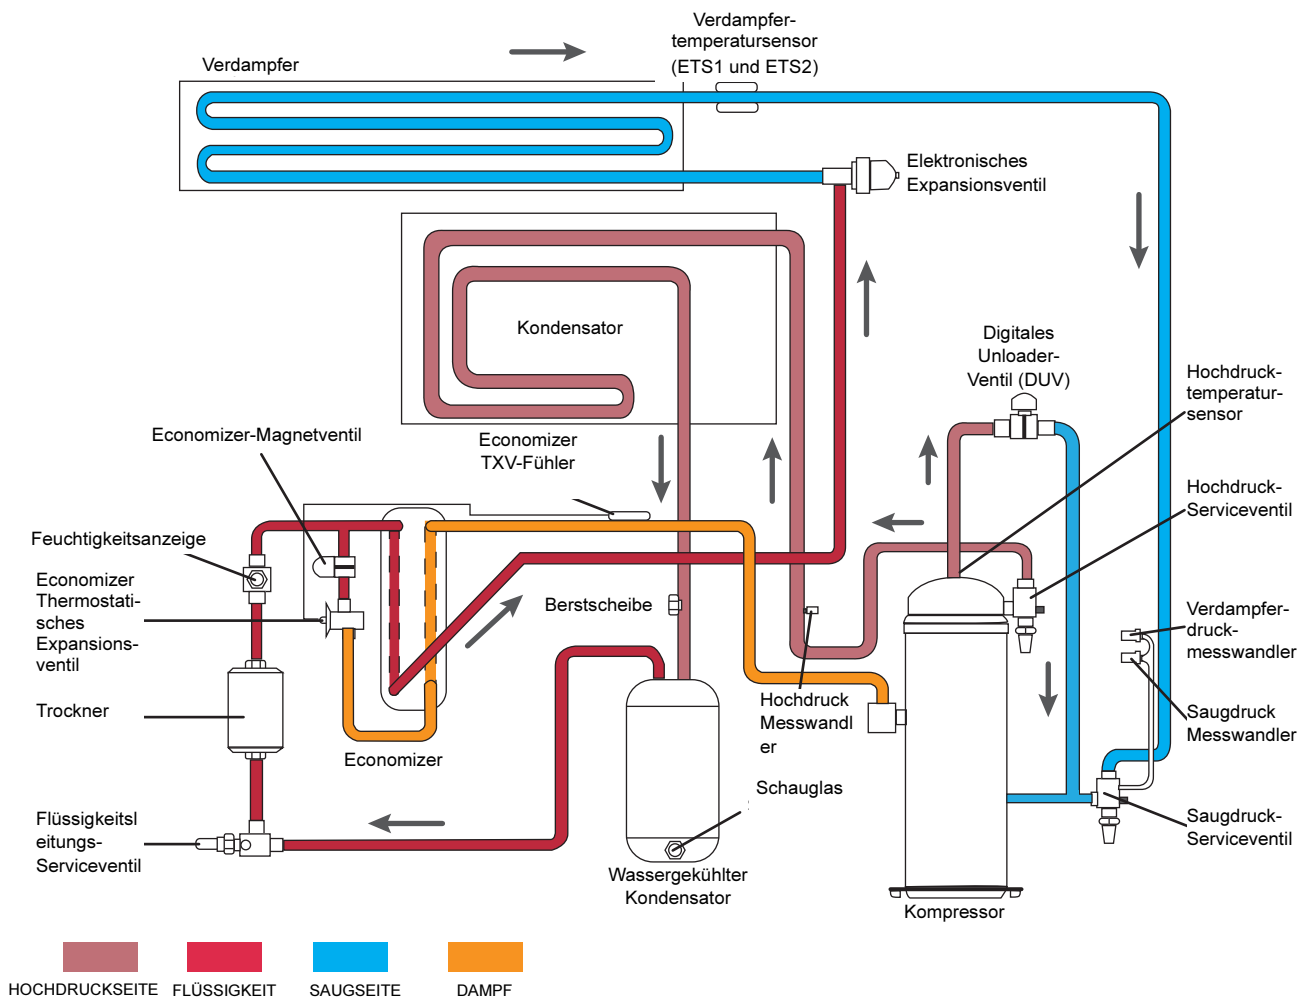 Verdampfer-
temperatursensor
(ETS1 und ETS2)
Verdampfer
Elektronisches
Expansionsventil
Kondensator
Digitales
Unloader-
Ventil (DUV)
Hochdruck-
temperatur-
sensor
Economizer-Magnetventil
Economizer
TXV-Fühler
Hochdruck-
Serviceventil
Feuchtigkeitsanzeige
Economizer
Thermostati-
sches
Expansions-
ventil
Berstscheibe
Verdampfer-
druck-
messwandler
Trockner
Hochdruck
Messwandl
er
Saugdruck
Messwandler
Economizer
Schauglas
Flüssigkeitsl
eitungs-
Serviceventil
Saugdruck-
Serviceventil
Wassergekühlter
Kondensator
Kompressor
HOCHDRUCKSEITE FLÜSSIGKEIT SAUGSEITE DAMPF